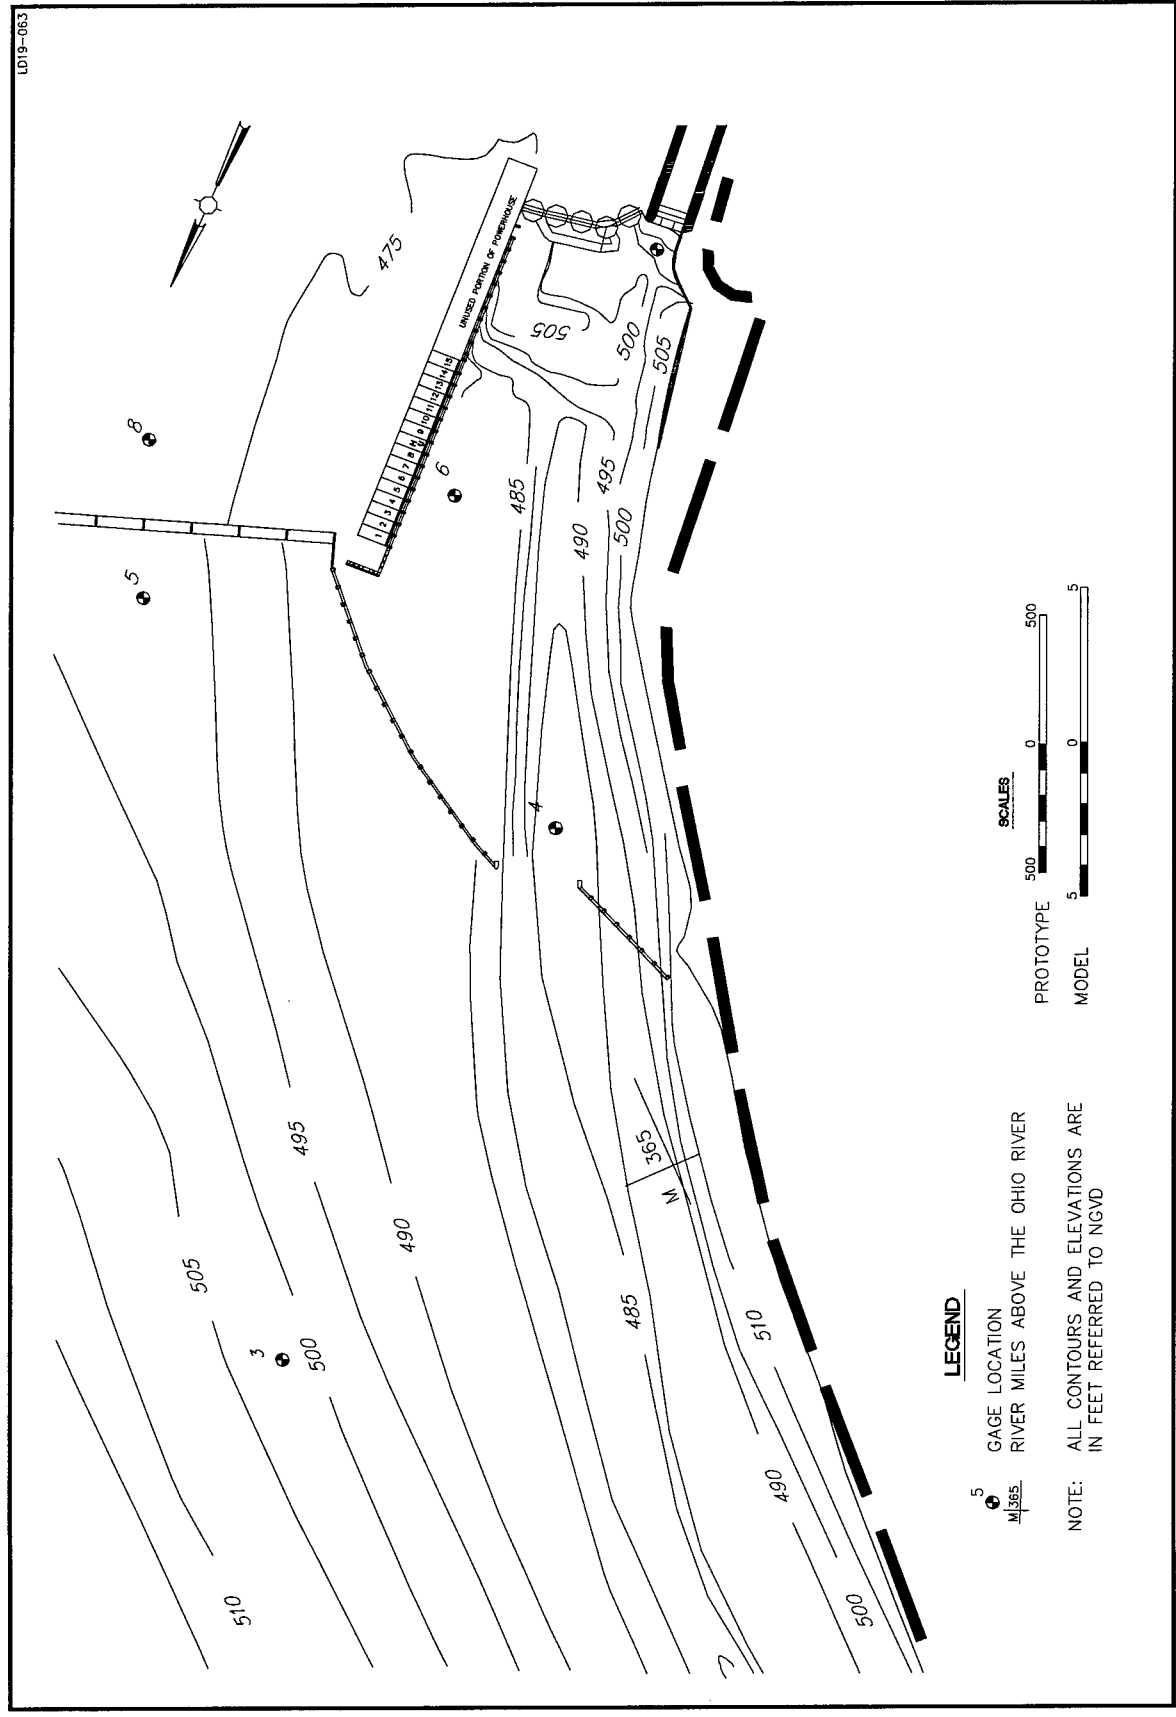 LD19-063
8
475
5
UNUSED PORTION OF POWERHOUSE
1 2 3 4 5 6 7 8 9 10 11 12 13 14 15
6
505
500
505
485
490
495
500
4
495
490
505
3
500
510
M 365
485
510
490
500
LEGEND
5
GAGE LOCATION
M 365
RIVER MILES ABOVE THE OHIO RIVER
NOTE: ALL CONTOURS AND ELEVATIONS ARE
IN FEET REFERRED TO NGVD
SCALES
PROTOTYPE 500 0 500
MODEL 5 0 5